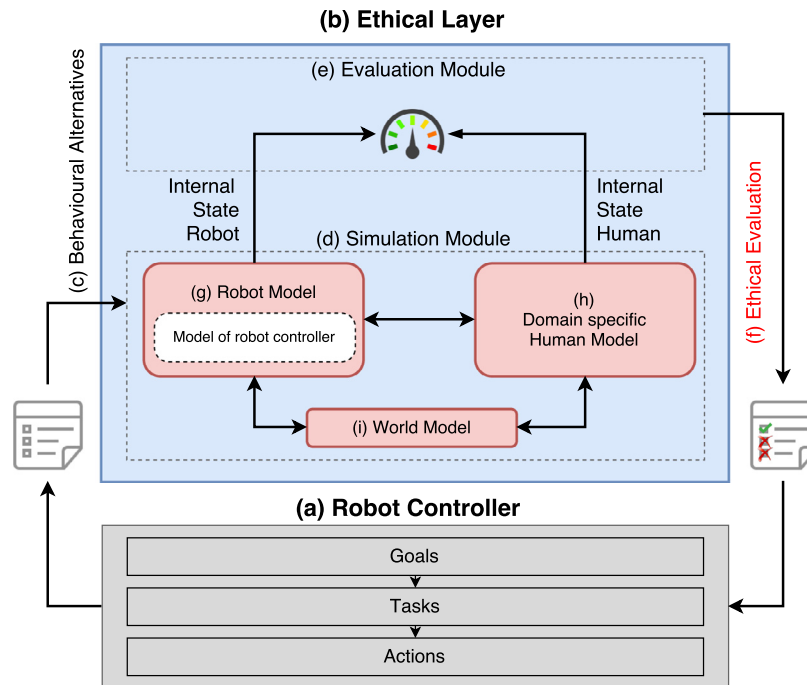 (b) Ethical Layer
(e) Evaluation Module
(c) Behavioural Alternatives
Internal
State
Robot
Internal
State
Human
(f) Ethical Evaluation
(d) Simulation Module
(g) Robot Model
Model of robot controller
(h)
Domain specific
Human Model
(i) World Model
(a) Robot Controller
Goals
Tasks
Actions